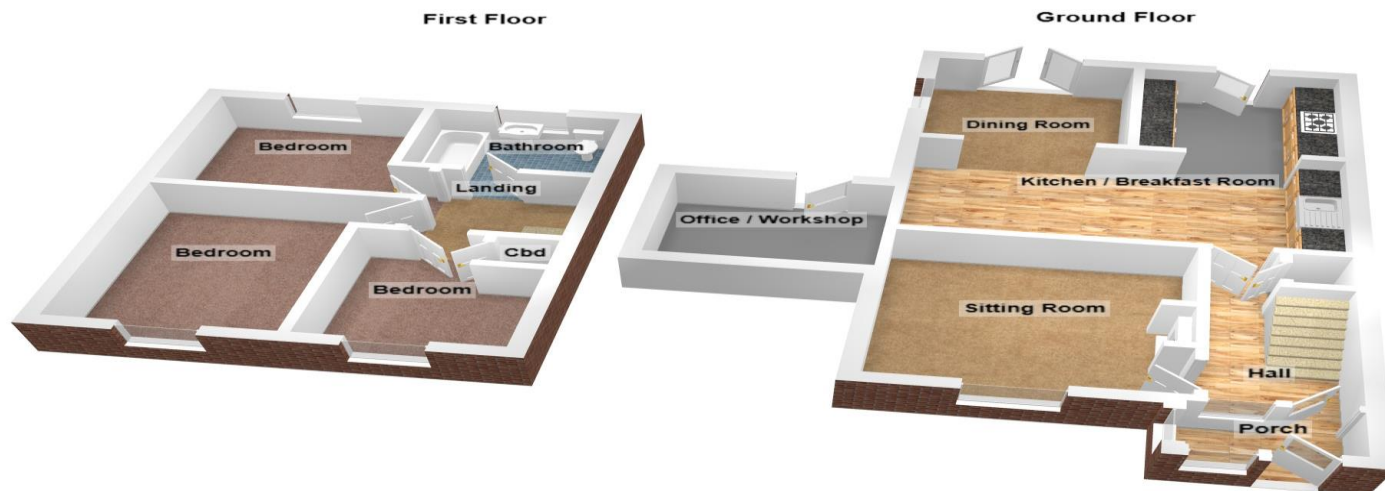 First Floor
Bedroom
Bathroom
Landing
Bedroom
Cbd
Bedroom
Ground Floor
Dining Room
Kitchen / Breakfast Room
Office / Workshop
Sitting Room
Hall
Porch